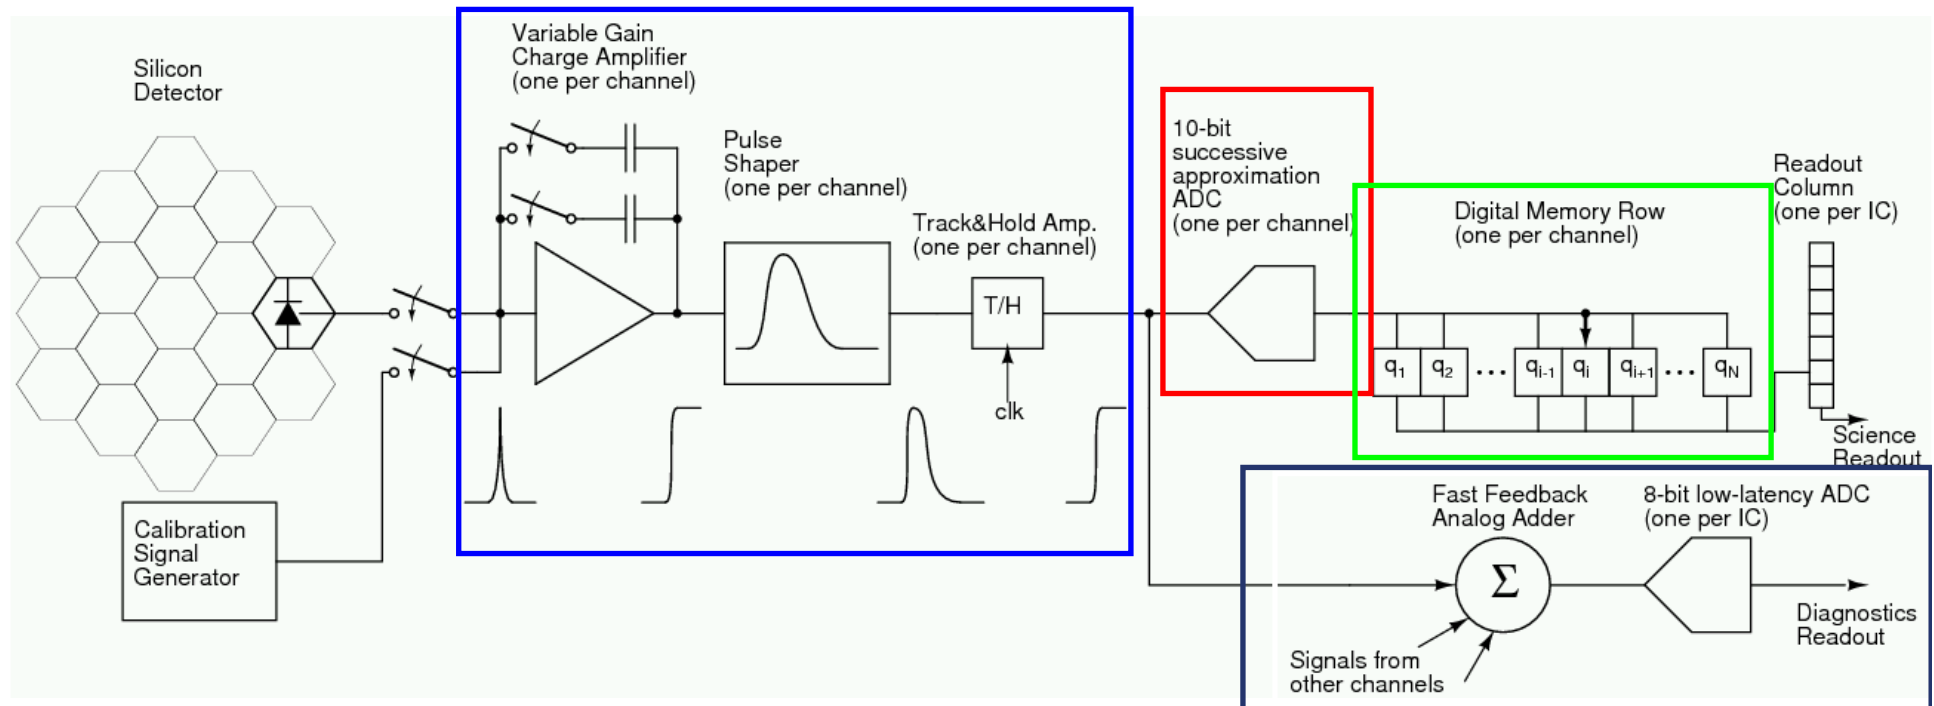 Silicon
Detector
Variable Gain
Charge Amplifier
(one per channel)
Pulse
Shaper
(one per channel)
Track&Hold Amp.
(one per channel)
T/H
clk
10-bit
successive
approximation
ADC
(one per channel)
Digital Memory Row
(one per channel)
q1 q2 ... qi-1 qi qi+1 ... qN
Readout
Column
(one per IC)
Science
Readout
Calibration
Signal
Generator
Fast Feedback
Analog Adder
Σ
Signals from
other channels
8-bit low-latency ADC
(one per IC)
Diagnostics
Readout